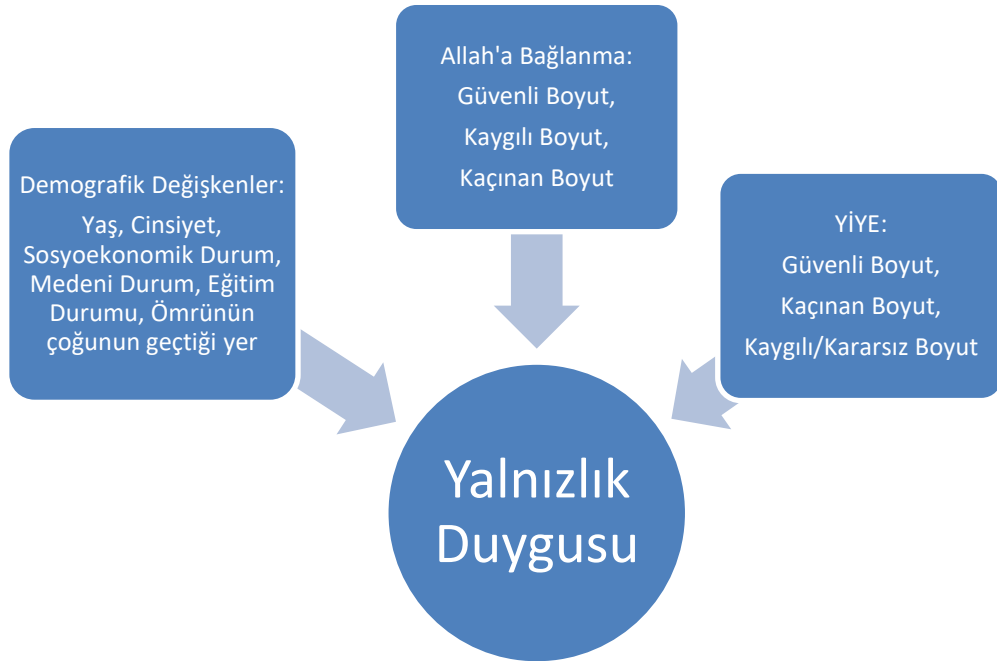 Allah'a Bağlanma:
Güvenli Boyut,
Kaygılı Boyut,
Kaçınan Boyut
Demografik Değişkenler:
Yaş, Cinsiyet,
Sosyoekonomik Durum,
Medeni Durum, Eğitim
Durumu, Ömrünün
çoğunun geçtiği yer
YİYE:
Güvenli Boyut,
Kaçınan Boyut,
Kaygılı/Kararsız Boyut
Yalnızlık
Duygusu